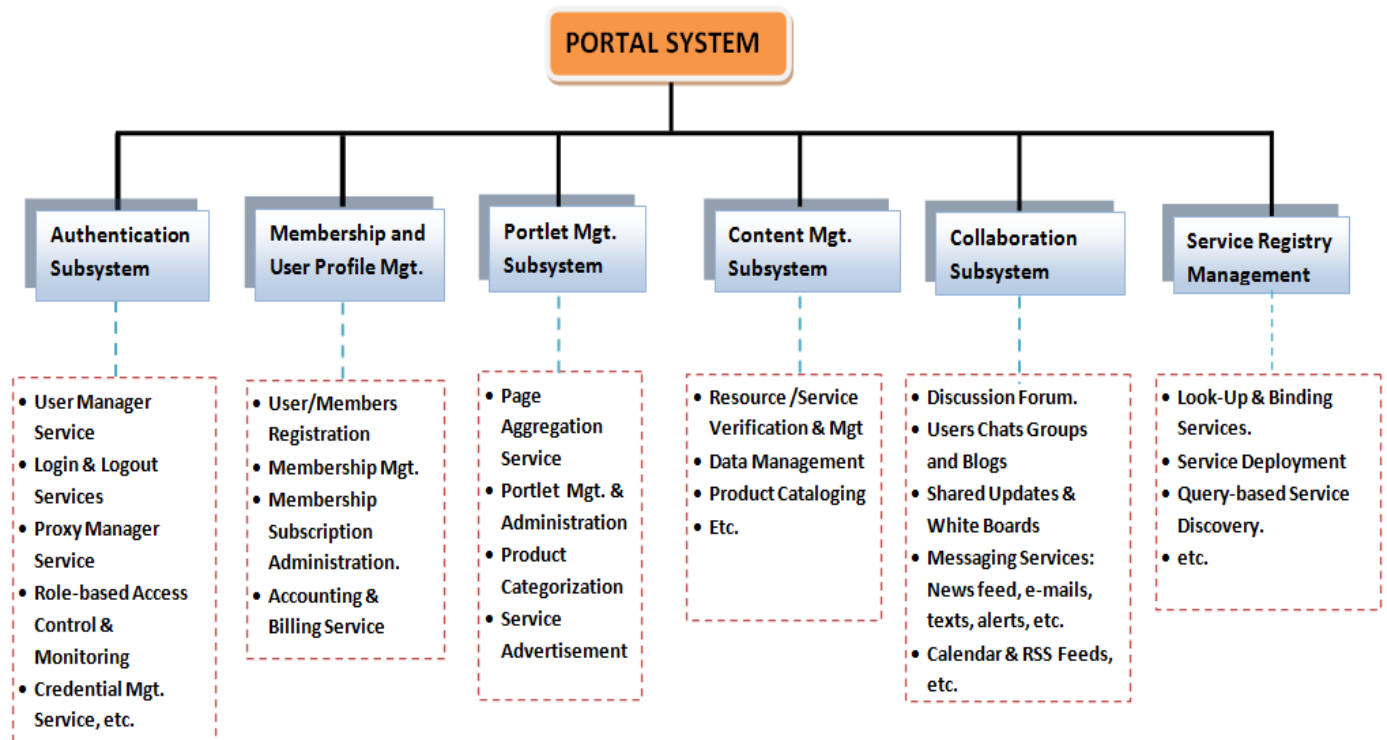 PORTAL SYSTEM
Authentication
Subsystem
Membership and
User Profile Mgt.
Portlet Mgt.
Subsystem
Content Mgt.
Subsystem
Collaboration
Subsystem
Service Registry
Management
• User Manager
Service
• Login & Logout
Services
• Proxy Manager
Service
• Role-based Access
Control &
Monitoring
• Credential Mgt.
Service, etc.
• User/Members
Registration
• Membership Mgt.
• Membership
Subscription
Administration.
• Accounting &
Billing Service
• Page
Aggregation
Service
• Portlet Mgt. &
Administration
• Product
Categorization
• Service
Advertisement
• Resource /Service
Verification & Mgt
• Data Management
• Product Cataloging
• Etc.
• Discussion Forum.
• Users Chats Groups
and Blogs
• Shared Updates &
White Boards
• Messaging Services:
News feed, e-mails,
texts, alerts, etc.
• Calendar & RSS Feeds,
etc.
• Look-Up & Binding
Services.
• Service Deployment
• Query-based Service
Discovery.
• etc.